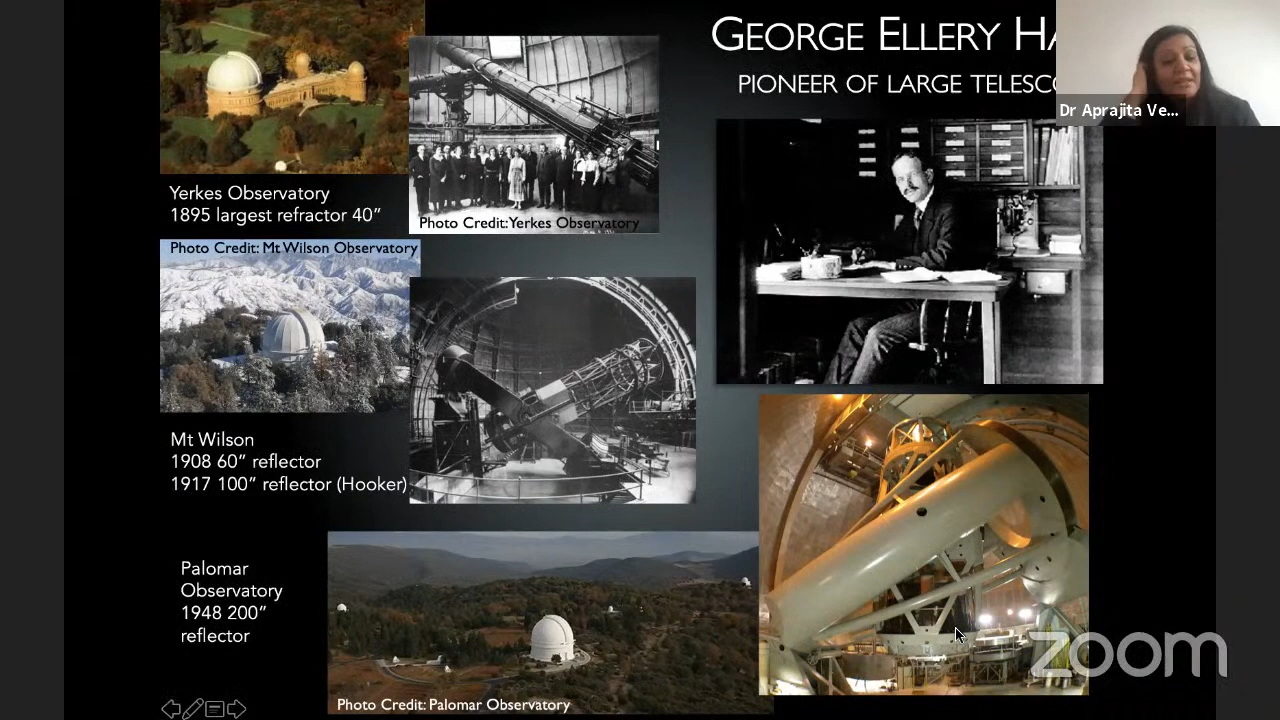 GEORGE ELLERY HA
PIONEER OF LARGE TELESCO
Dr Aprajita Ve...
Yerkes Observatory
1895 largest refractor 40”
Photo Credit: Yerkes Observatory
Photo Credit: Mt Wilson Observatory
Mt Wilson
1908 60” reflector
1917 100” reflector (Hooker)
Palomar
Observatory
1948 200”
reflector
Photo Credit: Palomar Observatory
zoom